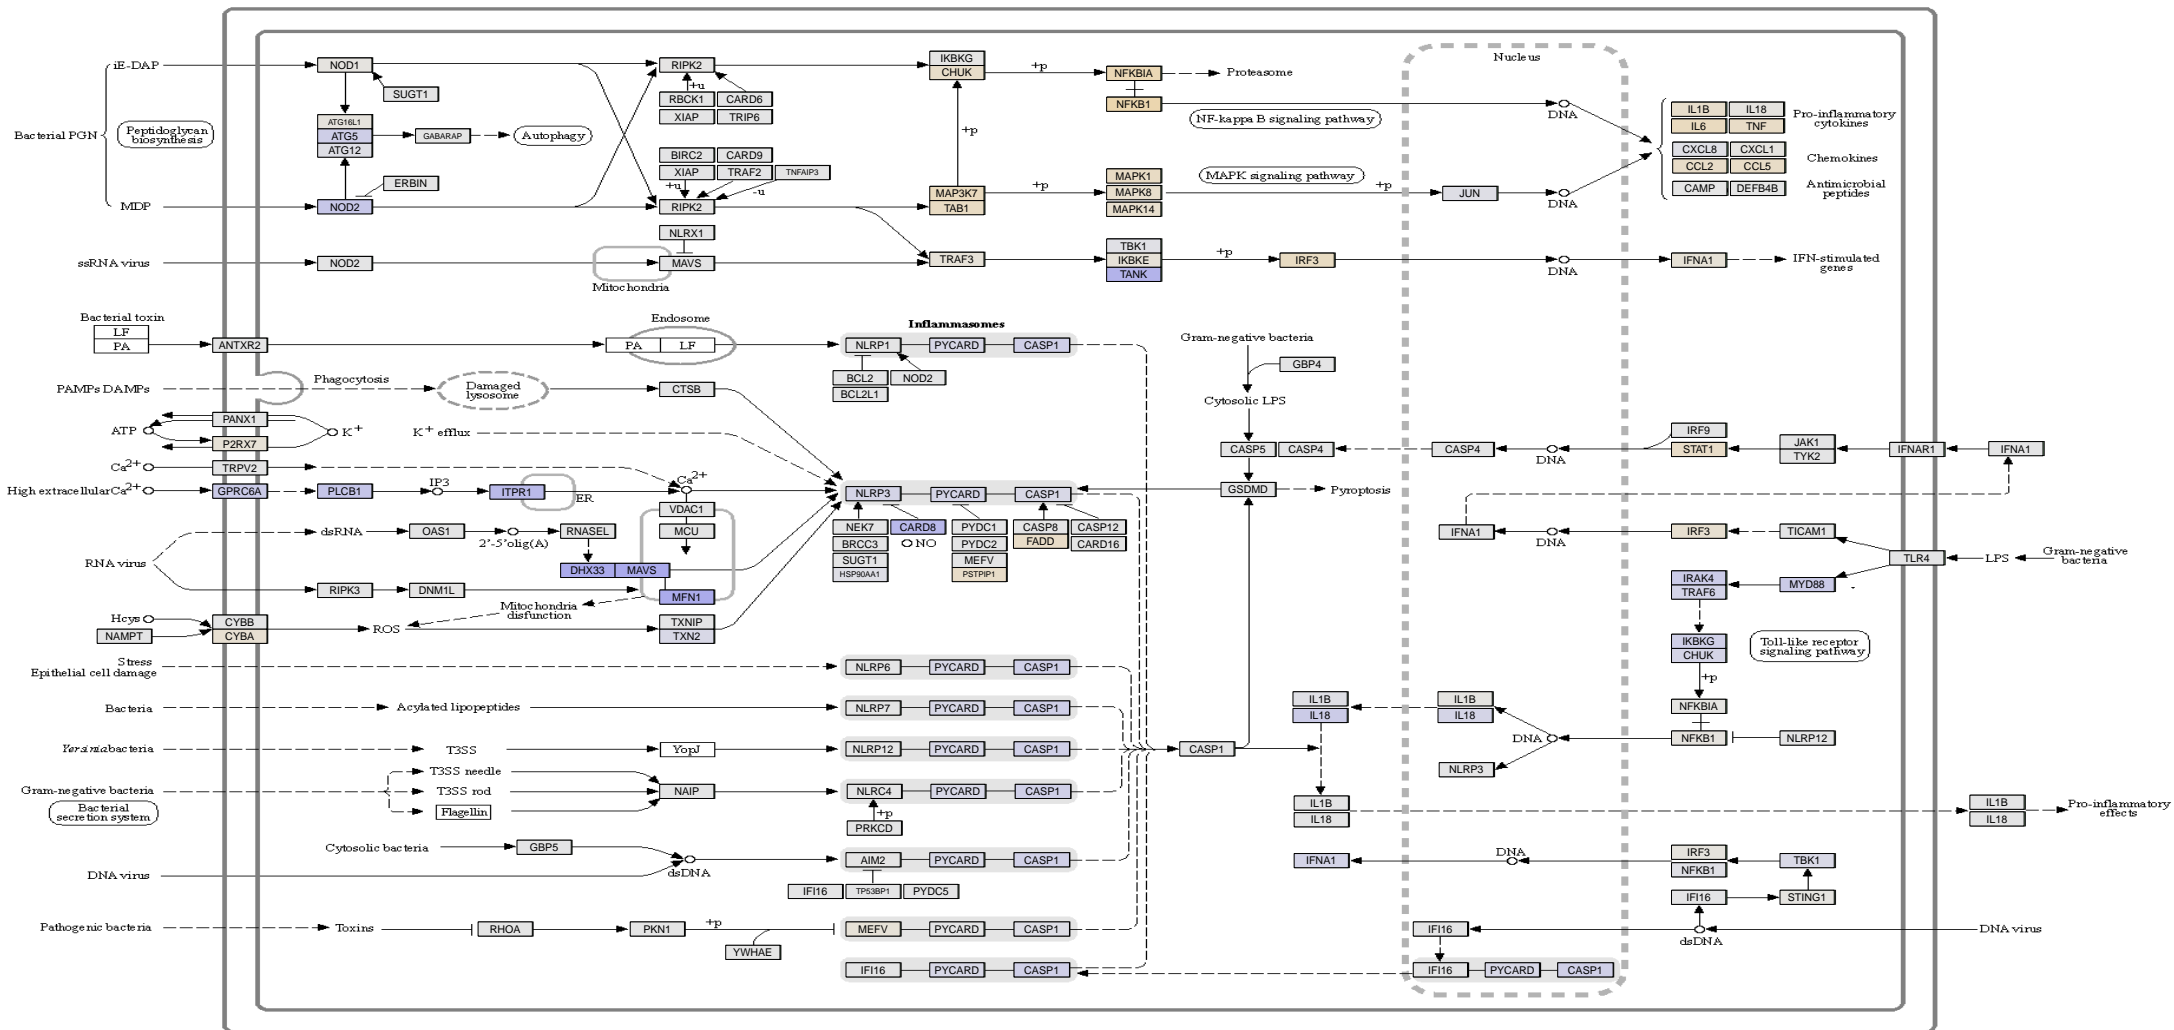 Nucleus
iE-DAP
NOD1
SUGT1
RIPK2
+u
RBCK1
CARD6
XIAP
TRIP6
IKBKG
CHUK
+p
NFKBIA
Proteasome
NFKB1
NF-kappa B signaling pathway
DNA
IL1B
IL18
IL6
TNF
Pro-inflammatory
cytokines
CXCL8
CXCL1
CCL2
CCL5
Chemokines
CAMP
DEFB4B
Antimicrobial
peptides
Bacterial PGN
Peptidoglycan
biosynthesis
ATG16L1
ATG5
ATG12
GABARAP
Autophagy
+p
BIRC2
CARD9
XIAP
TRAF2
TNFAIP3
+u
-u
ERBIN
MDP
NOD2
RIPK2
MAP3K7
TAB1
+p
MAPK1
MAPK8
MAPK14
MAPK signaling pathway
+p
JUN
DNA
NLRX1
ssRNA virus
NOD2
MAVS
Mitochondria
TRAF3
TBK1
IKBKE
TANK
+p
IRF3
DNA
IFNA1
IFN-stimulated
genes
Bacterial toxin
LF
PA
ANTXR2
Endosome
PA
LF
Inflammasomes
NLRP1
PYCARD
CASP1
BCL2
NOD2
BCL2L1
Gram-negative bacteria
GBP4
Cytosolic LPS
PAMPs DAMPs
Phagocytosis
Damaged
lysosome
CTSB
PANX1
ATP
K+
P2RX7
K+ efflux
Ca2+
TRPV2
Ca2+
High extracellularCa2+
GPRC6A
PLCB1
IP3
ITPR1
ER
VDAC1
MCU
NLRP3
PYCARD
CASP1
NEK7
BRCC3
SUGT1
HSP90AA1
CARD8
NO
PYDC1
PYDC2
MEFV
PSTPIP1
CASP8
FADD
CASP12
CARD16
CASP5
CASP4
GSDMD
Pyroptosis
CASP4
DNA
IRF9
STAT1
JAK1
TYK2
IFNAR1
IFNA1
RNA virus
dsRNA
OAS1
2'-5'olig(A)
RNASEL
DHX33
MAVS
RIPK3
DNM1L
MFN1
Mitochondria
disfunction
IFNA1
DNA
IRF3
TICAM1
TLR4
LPS
Gram-negative
bacteria
IRAK4
TRAF6
MYD88
Hcys
NAMPT
CYBB
CYBA
ROS
TXNIP
TXN2
IKBKG
CHUK
Toll-like receptor
signaling pathway
+p
Stress
Epithelial cell damage
NLRP6
PYCARD
CASP1
Bacteria
Acylated lipopeptides
NLRP7
PYCARD
CASP1
IL1B
IL18
IL1B
IL18
NFKBIA
NFKB1
NLRP12
DNA
NLRP3
Yersinia bacteria
T3SS
YopJ
NLRP12
PYCARD
CASP1
CASP1
Gram-negative bacteria
Bacterial
secretion system
T3SS needle
T3SS rod
Flagellin
NAIP
NLRC4
PYCARD
CASP1
+p
PRKCD
IL1B
IL18
IL1B
IL18
Pro-inflammatory
effects
Cytosolic bacteria
GBP5
DNA virus
dsDNA
AIM2
PYCARD
CASP1
IFI16
TP53BP1
PYDC5
IFNA1
DNA
IRF3
NFKB1
TBK1
IFI16
STING1
Pathogenic bacteria
Toxins
RHOA
PKN1
+p
YWHAE
MEFV
PYCARD
CASP1
IFI16
dsDNA
DNA virus
IFI16
PYCARD
CASP1
IFI16
PYCARD
CASP1